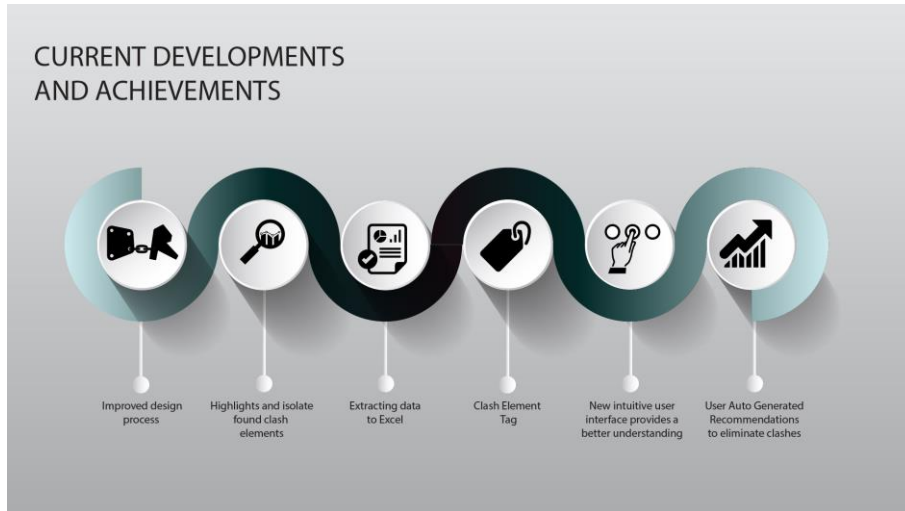 CURRENT DEVELOPMENTS
AND ACHIEVEMENTS
Improved design
process
Highlights and isolate
found clash
elements
Extracting data
to Excel
Clash Element
Tag
New intuitive user
interface provides a
better understanding
User Auto Generated
Recommendations
to eliminate clashes